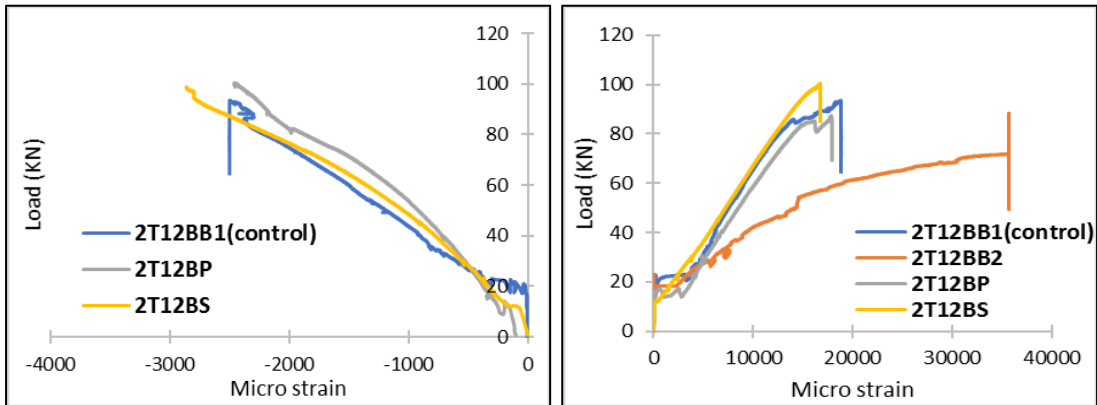 120
100
80
60
40
20
0
Load (KN)
2T12BB1(control)
2T12BP
2T12BS
-4000
-3000
-2000
-1000
0
Micro strain
120
100
80
60
40
20
0
Load (KN)
2T12BB1(control)
2T12BB2
2T12BP
2T12BS
0
10000
20000
30000
40000
Micro strain